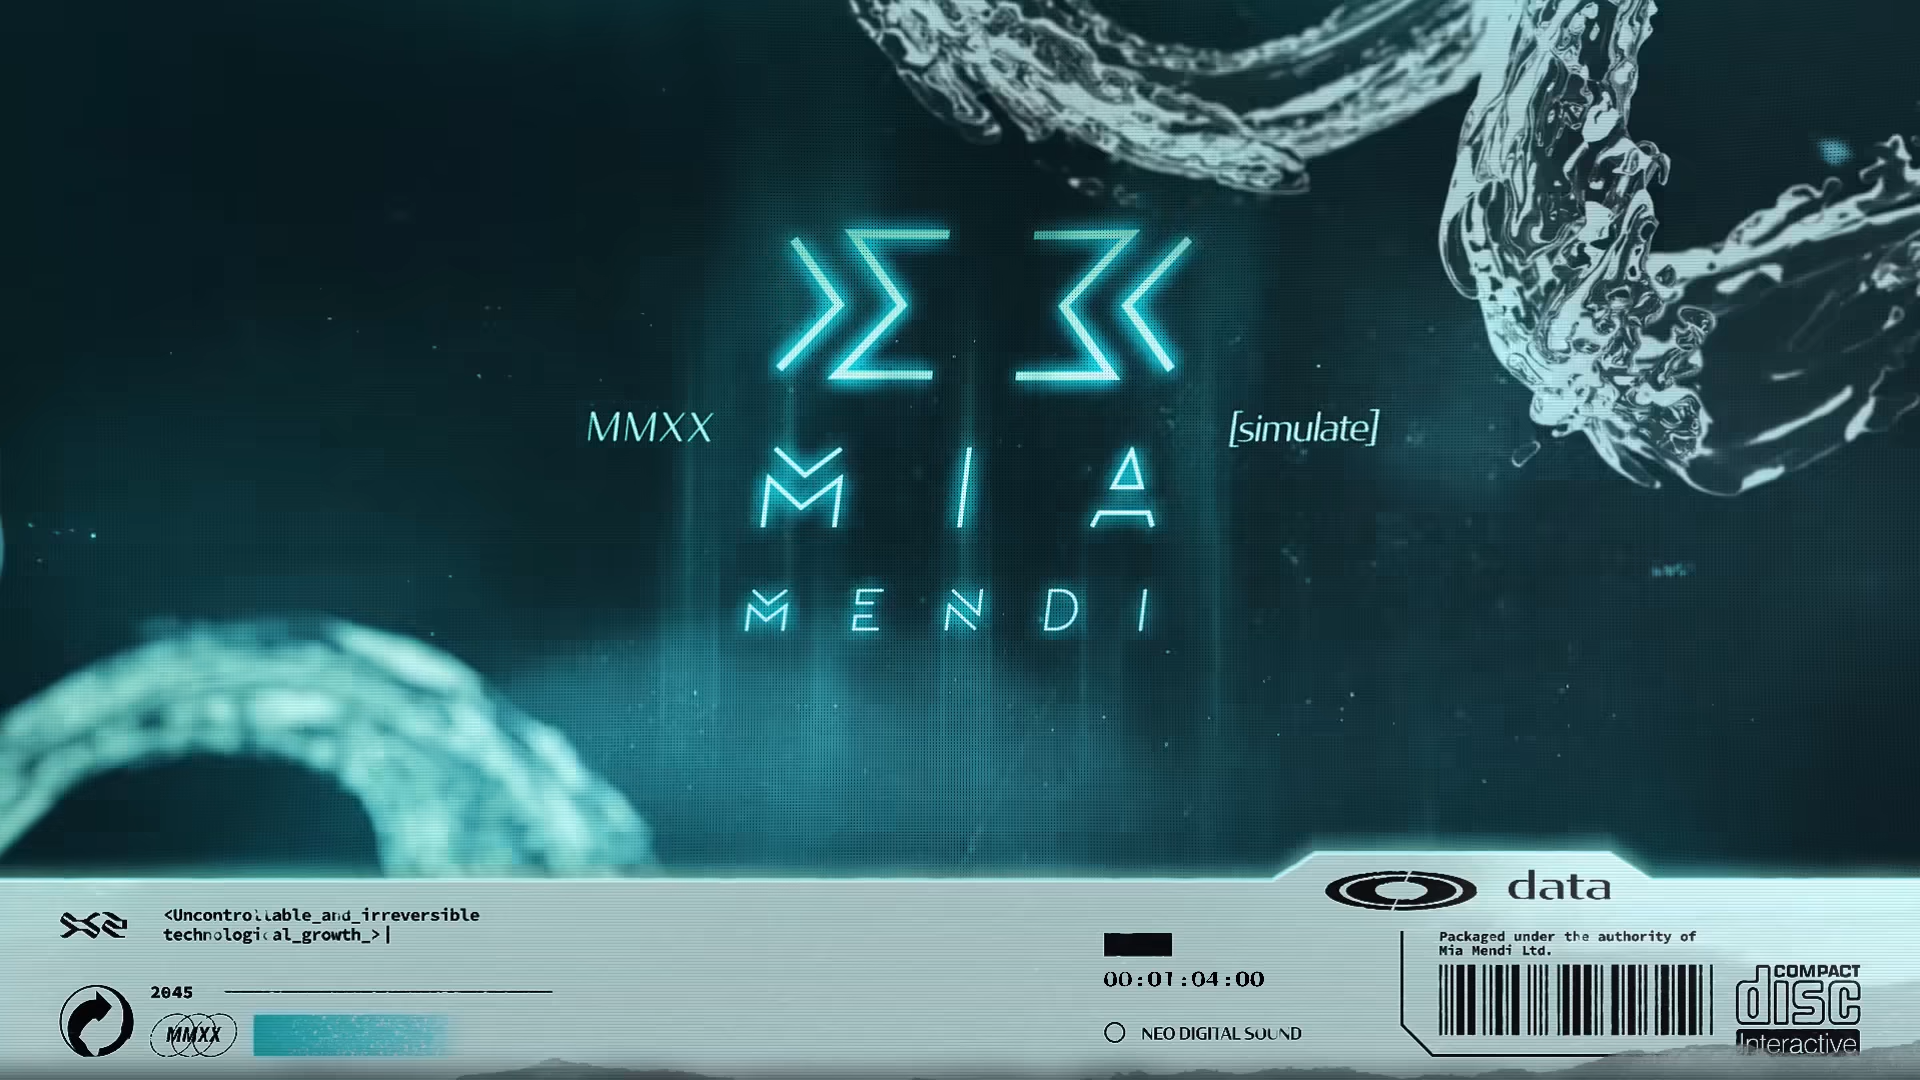 MMXX
[simulate]
MIA
MENDI
data
<Uncontrollable_and_irreversible
technological_growth_>|
Packaged under the authority of
Mia Mendi Ltd.
00:01:04:00
2045
MMXX
NEO DIGITAL SOUND
COMPACT
disc
Interactive